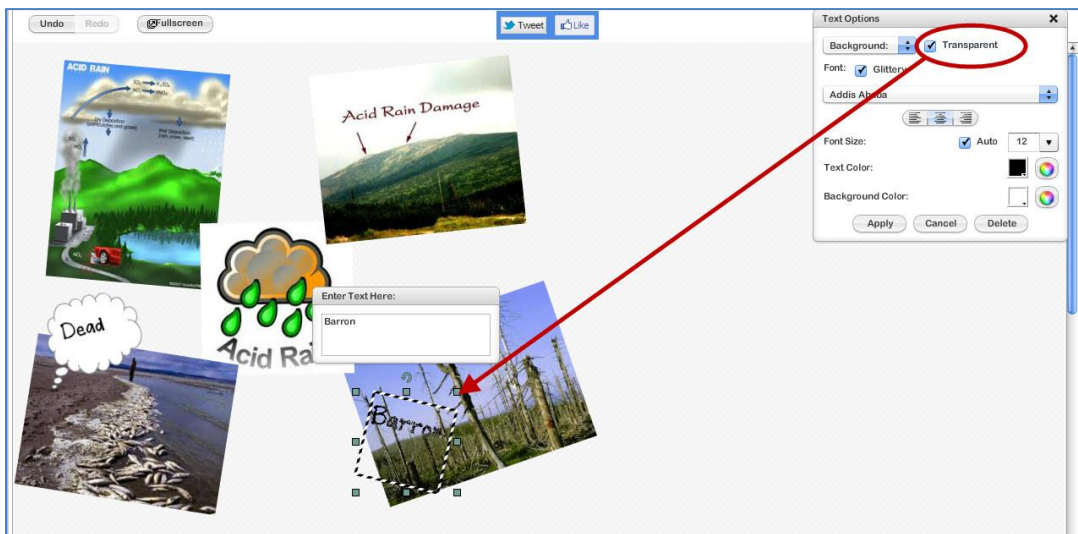 Undo
Redo
Fullscreen
Tweet
Like
Text Options
Background:
Transparent
Font:
Glittery
Addis Ababa
Font Size:
Auto
12
Text Color:
Background Color:
Apply
Cancel
Delete
ACID RAIN
Acid Rain Damage
Acid Rai
Enter Text Here:
Barron
Dead
Barron